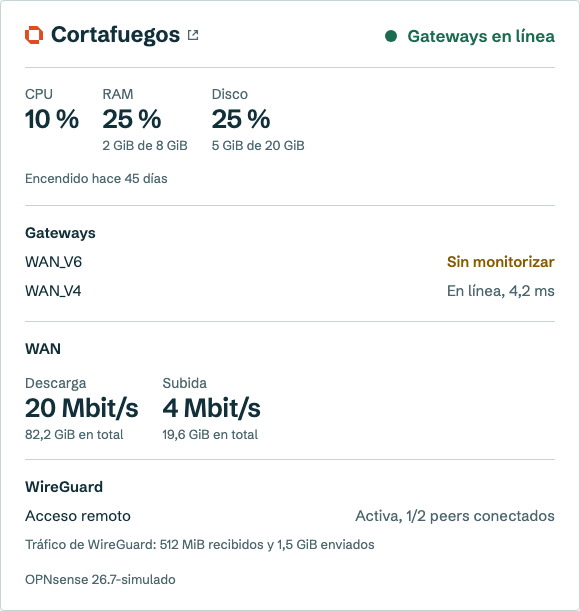 Cortafuegos
Gateways en línea
CPU RAM Disco
10 % 25 % 25 %
2 GiB de 8 GiB 5 GiB de 20 GiB
Encendido hace 45 días
Gateways
WAN_V6 Sin monitorizar
WAN_V4 En línea, 4,2 ms
WAN
Descarga Subida
20 Mbit/s 4 Mbit/s
82,2 GiB en total 19,6 GiB en total
WireGuard
Acceso remoto Activa, 1/2 peers conectados
Tráfico de WireGuard: 512 MiB recibidos y 1,5 GiB enviados
OPNsense 26.7-simulado